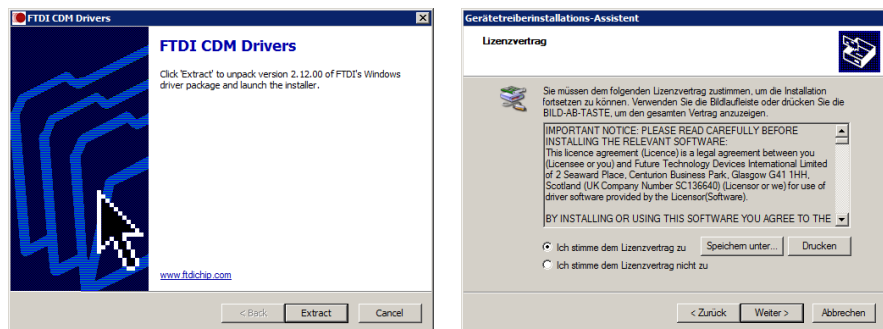 FTDI CDM Drivers
FTDI CDM Drivers
Click 'Extract' to unpack version 2.12.00 of FTDI's Windows
driver package and launch the installer.
www.ftdichip.com
< Back
Extract
Cancel
Gerätetreiberinstallations-Assistent
Lizenzvertrag
Sie müssen dem folgenden Lizenzvertrag zustimmen, um die Installation
fortsetzen zu können. Verwenden Sie die Bildlaufleiste oder drücken Sie die
BILD-AB-TASTE, um den gesamten Vertrag anzuzeigen.
IMPORTANT NOTICE: PLEASE READ CAREFULLY BEFORE
INSTALLING THE RELEVANT SOFTWARE:
This licence agreement (Licence) is a legal agreement between you
(Licensee or you) and Future Technology Devices International Limited
of 2 Seaward Place, Centurion Business Park, Glasgow G41 1HH,
Scotland (UK Company Number SC136640) (Licensor or we) for use of
driver software provided by the Licensor(Software).
BY INSTALLING OR USING THIS SOFTWARE YOU AGREE TO THE
Ich stimme dem Lizenzvertrag zu
Speichern unter...
Drucken
Ich stimme dem Lizenzvertrag nicht zu
< Zurück
Weiter >
Abbrechen